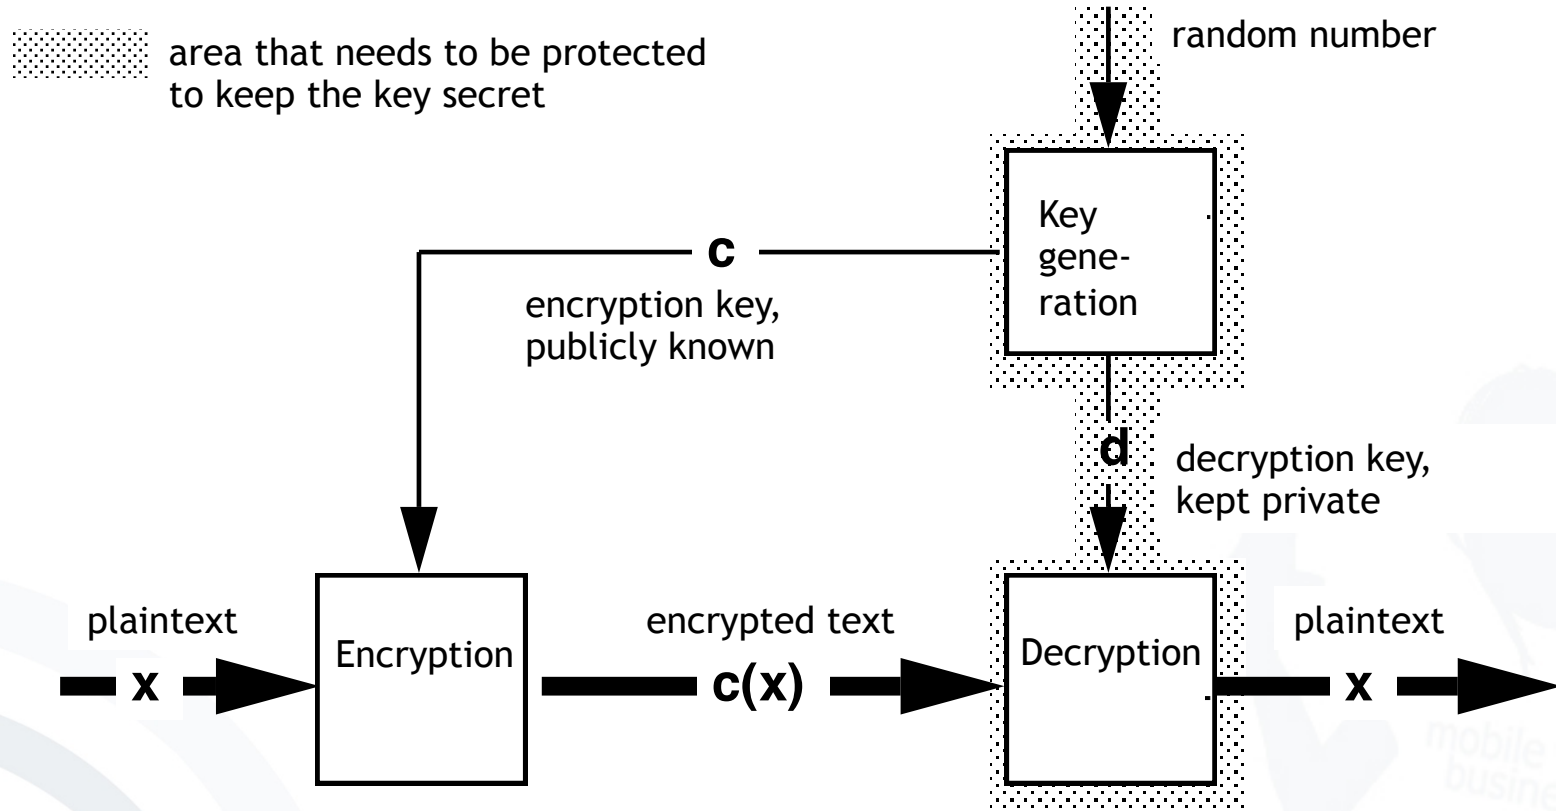 area that needs to be protected
to keep the key secret
random number
Key
gene-
ration
c
encryption key,
publicly known
d
decryption key,
kept private
plaintext
x
Encryption
encrypted text
c(x)
Decryption
plaintext
x
mobile